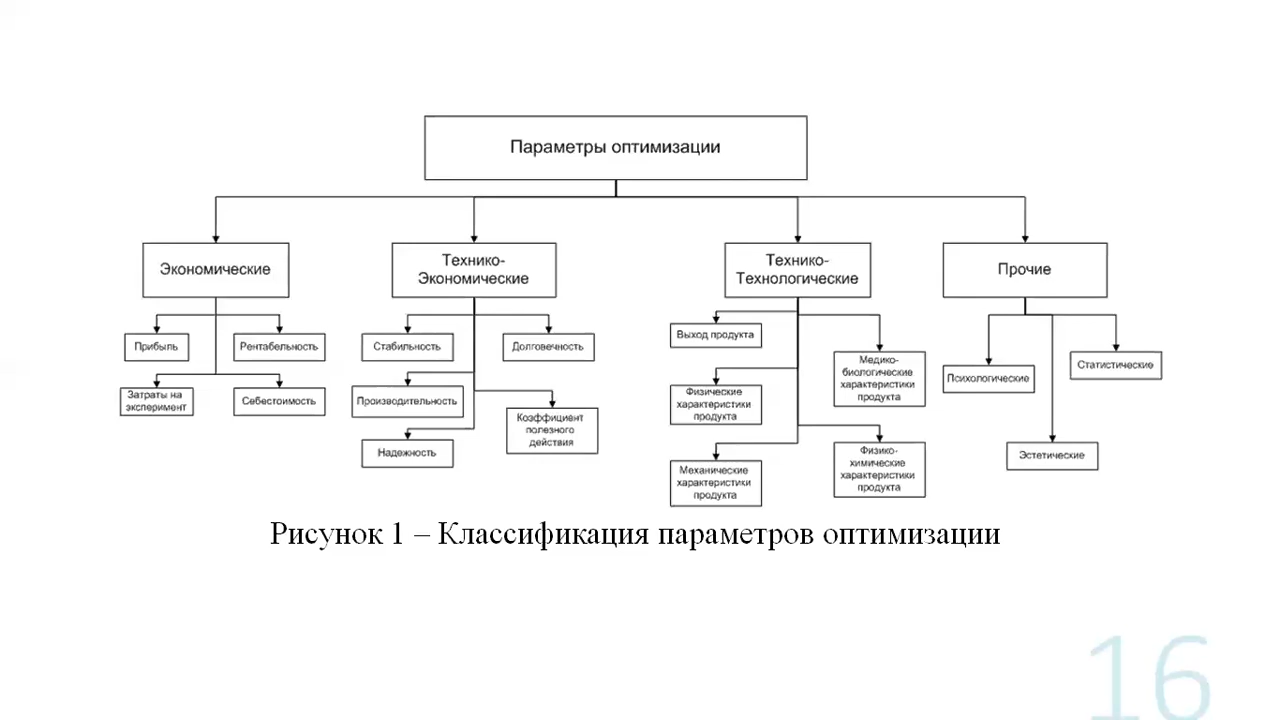 Параметры оптимизации
Экономические
Технико-
Экономические
Технико-
Технологические
Прочие
Прибыль
Рентабельность
Затраты на
эксперимент
Себестоимость
Стабильность
Долговечность
Производительность
Коэффициент
полезного
действия
Надежность
Выход продукта
Медико-
биологические
характеристики
продукта
Физические
характеристики
продукта
Механические
характеристики
продукта
Физико-
химические
характеристики
продукта
Психологические
Статистические
Эстетические
Рисунок 1 – Классификация параметров оптимизации
16